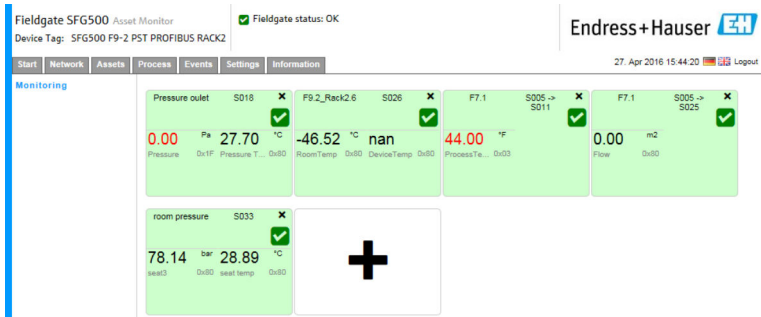 Fieldgate SFG500 Asset Monitor
Fieldgate status: OK
Device Tag: SFG500 F9-2 PST PROFIBUS RACK2
Endress+Hauser EH
Start Network Assets Process Events Settings Information
27. Apr 2016 15:44:20 Logout
Monitoring
Pressure oulet S018
0.00 Pa 27.70 °C
Pressure 0x1F Pressure T... 0x80
F9.2_Rack2.6 S026
-46.52 °C nan
RoomTemp 0x80 DeviceTemp 0x80
F7.1 S005 ->
S011
44.00 °F
ProcessTe... 0x03
F7.1 S005 ->
S025
0.00 m2
Flow 0x80
room pressure S033
78.14 bar 28.89 °C
seat3 0x80 seat temp 0x80